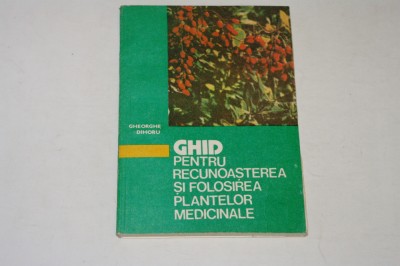 GHEORGHE
DIHORU
GHID
PENTRU
RECUNOAȘTEREA
ȘI FOLOSIREA
PLANTELOR
MEDICINALE